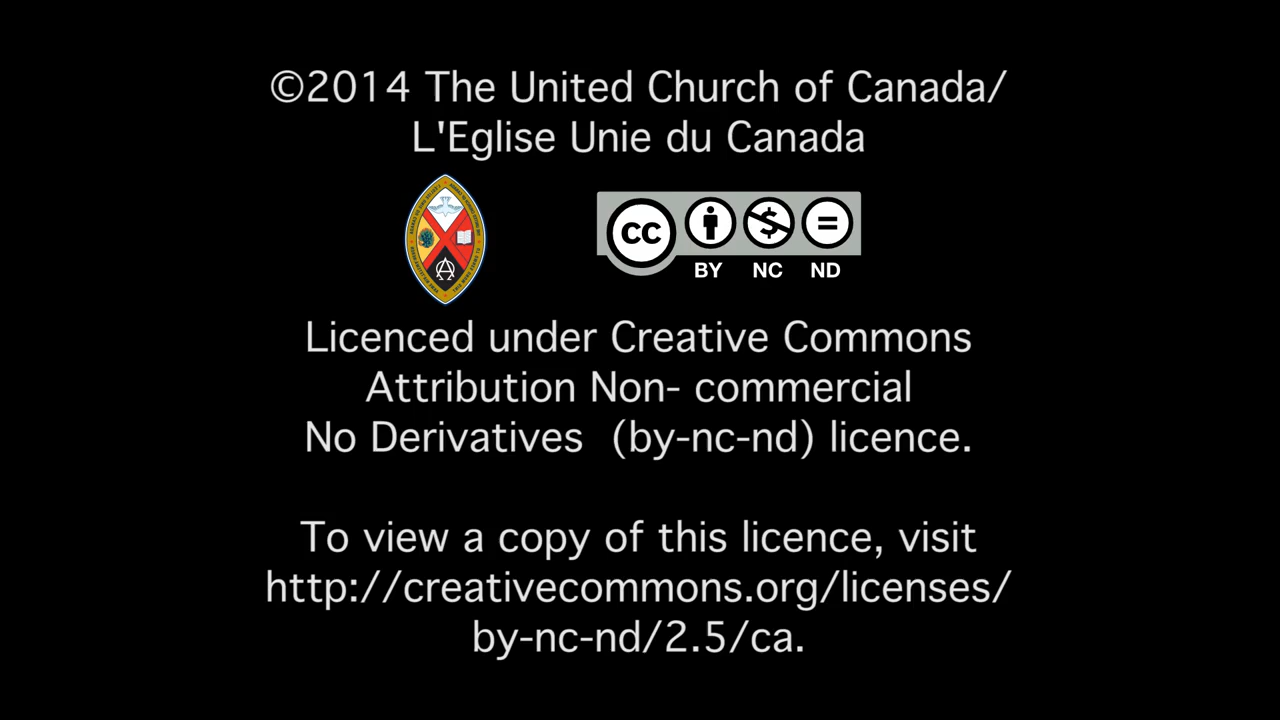 ©2014 The United Church of Canada/
L'Eglise Unie du Canada
CC
BY NC ND
Licenced under Creative Commons
Attribution Non- commercial
No Derivatives (by-nc-nd) licence.
To view a copy of this licence, visit
http://creativecommons.org/licenses/
by-nc-nd/2.5/ca.